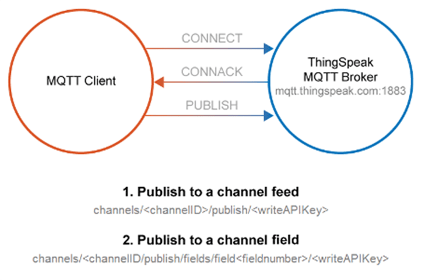 CONNECT
MQTT Client
CONNACK
PUBLISH
ThingSpeak
MQTT Broker
mqtt.thingspeak.com:1883
1. Publish to a channel feed
channels/<channelID>/publish/<writeAPIKey>
2. Publish to a channel field
channels/<channelID/publish/fields/field<fieldnumber>/<writeAPIKey>